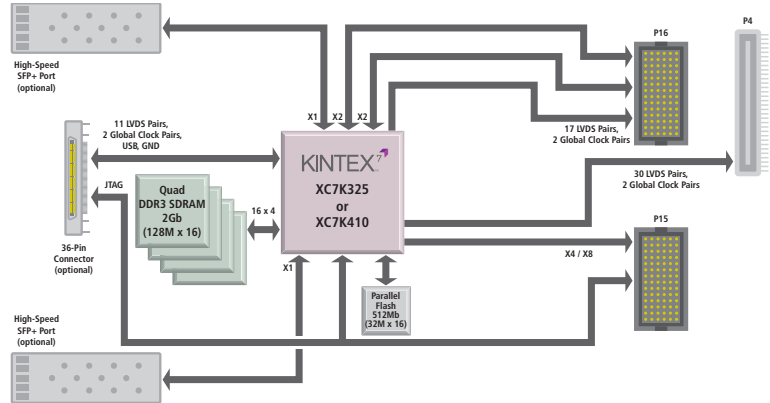 High-Speed
SFP+ Port
(optional)
P16
P4
X1
X2
X2
17 LVDS Pairs,
2 Global Clock Pairs
11 LVDS Pairs,
2 Global Clock Pairs,
USB, GND
JTAG
36-Pin
Connector
(optional)
Quad
DDR3 SDRAM
2Gb
(128M x 16)
16 x 4
KINTEX 7
XC7K325
or
XC7K410
30 LVDS Pairs,
2 Global Clock Pairs
P15
X4 / X8
X1
Parallel
Flash
512Mb
(32M x 16)
High-Speed
SFP+ Port
(optional)